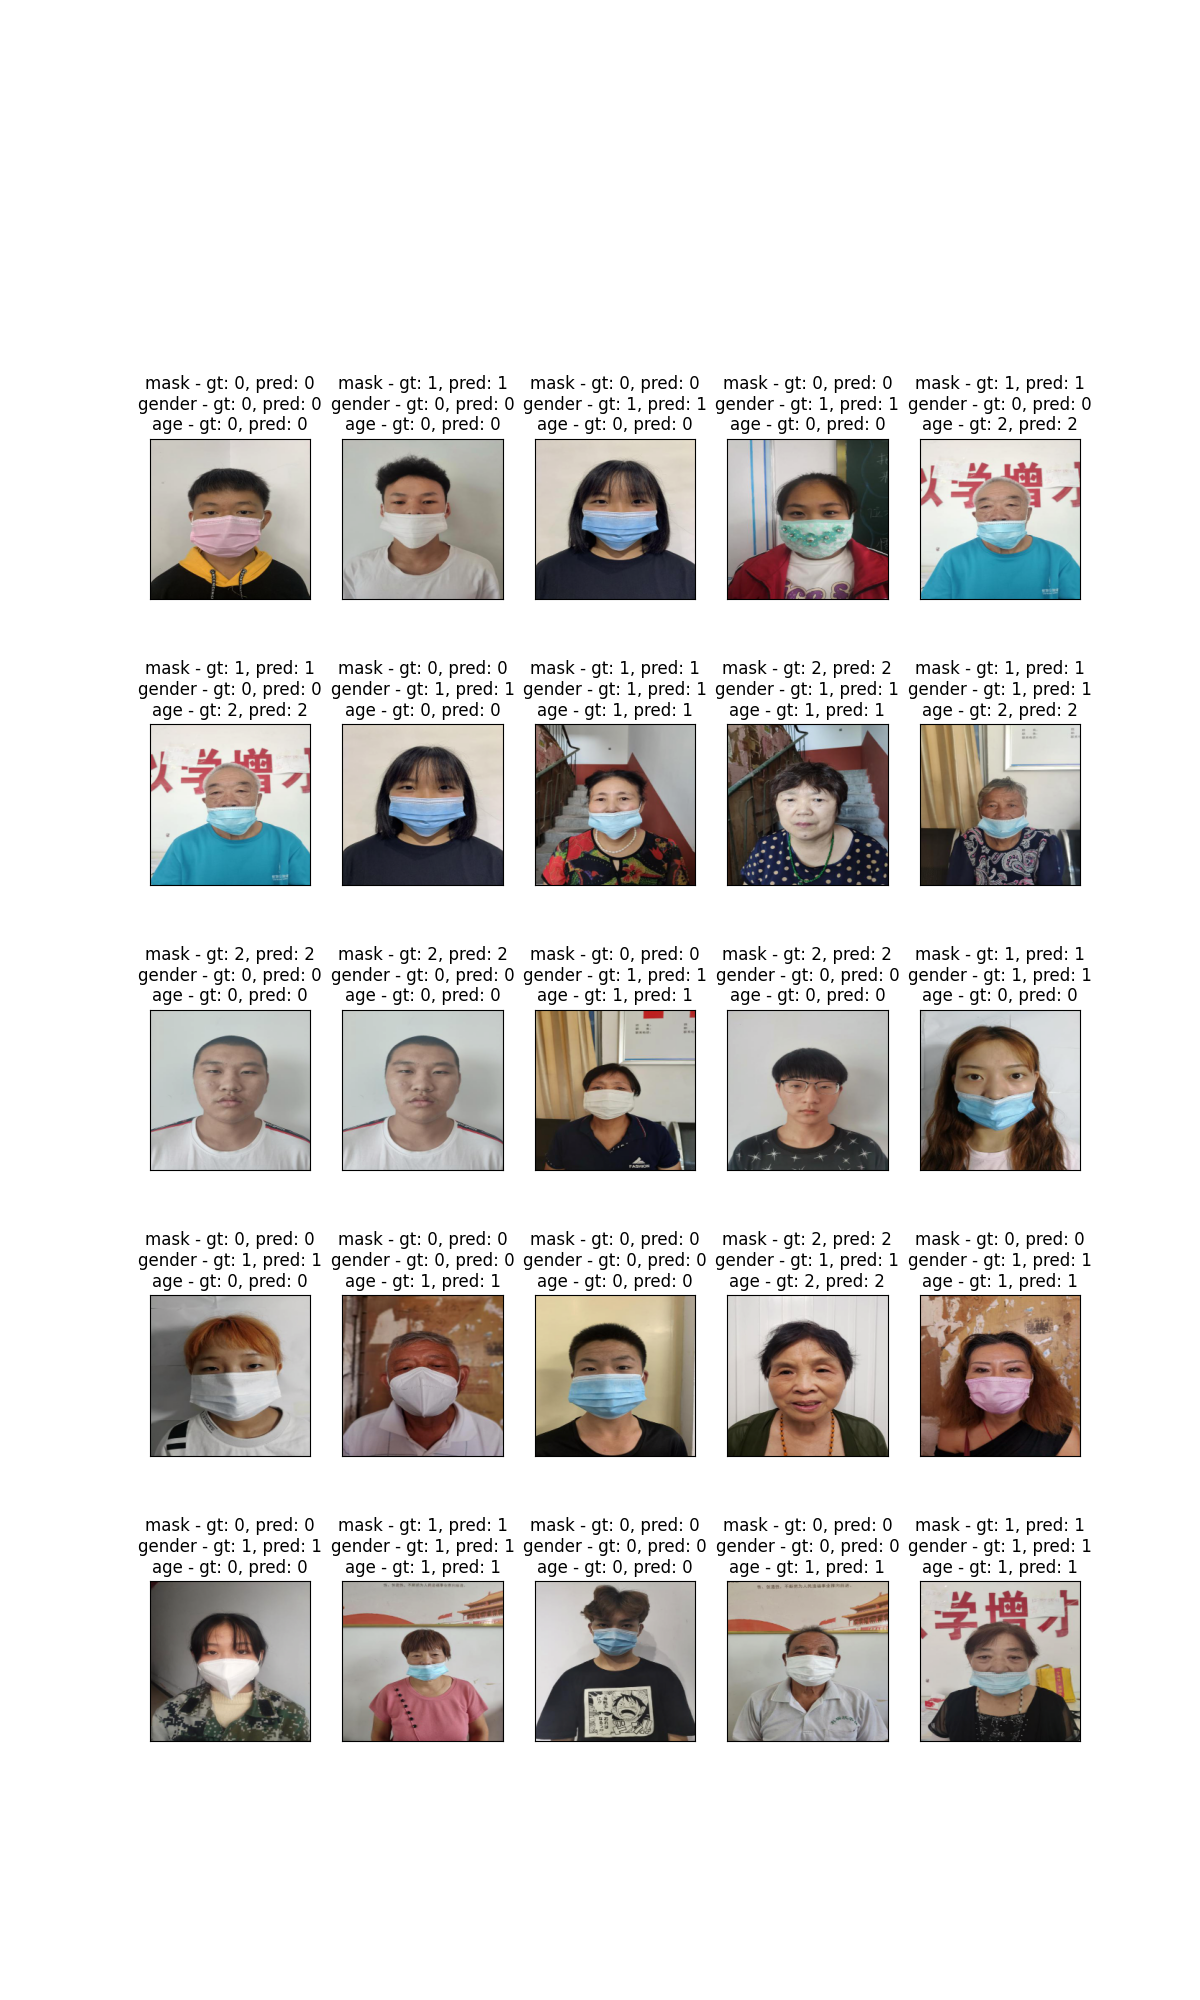 mask - gt: 0, pred: 0
gender - gt: 0, pred: 0
age - gt: 0, pred: 0
mask - gt: 1, pred: 1
gender - gt: 0, pred: 0
age - gt: 0, pred: 0
mask - gt: 0, pred: 0
gender - gt: 1, pred: 1
age - gt: 0, pred: 0
mask - gt: 0, pred: 0
gender - gt: 1, pred: 1
age - gt: 0, pred: 0
mask - gt: 1, pred: 1
gender - gt: 0, pred: 0
age - gt: 2, pred: 2
学增
mask - gt: 1, pred: 1
gender - gt: 0, pred: 0
age - gt: 2, pred: 2
学增
mask - gt: 0, pred: 0
gender - gt: 1, pred: 1
age - gt: 0, pred: 0
mask - gt: 1, pred: 1
gender - gt: 1, pred: 1
age - gt: 1, pred: 1
mask - gt: 2, pred: 2
gender - gt: 1, pred: 1
age - gt: 1, pred: 1
mask - gt: 1, pred: 1
gender - gt: 1, pred: 1
age - gt: 2, pred: 2
mask - gt: 2, pred: 2
gender - gt: 0, pred: 0
age - gt: 0, pred: 0
mask - gt: 2, pred: 2
gender - gt: 0, pred: 0
age - gt: 0, pred: 0
mask - gt: 0, pred: 0
gender - gt: 1, pred: 1
age - gt: 1, pred: 1
FASHION
mask - gt: 2, pred: 2
gender - gt: 0, pred: 0
age - gt: 0, pred: 0
mask - gt: 1, pred: 1
gender - gt: 1, pred: 1
age - gt: 0, pred: 0
mask - gt: 0, pred: 0
gender - gt: 1, pred: 1
age - gt: 0, pred: 0
mask - gt: 0, pred: 0
gender - gt: 0, pred: 0
age - gt: 1, pred: 1
mask - gt: 0, pred: 0
gender - gt: 0, pred: 0
age - gt: 0, pred: 0
mask - gt: 2, pred: 2
gender - gt: 1, pred: 1
age - gt: 2, pred: 2
mask - gt: 0, pred: 0
gender - gt: 1, pred: 1
age - gt: 1, pred: 1
mask - gt: 0, pred: 0
gender - gt: 1, pred: 1
age - gt: 0, pred: 0
mask - gt: 1, pred: 1
gender - gt: 1, pred: 1
age - gt: 1, pred: 1
mask - gt: 0, pred: 0
gender - gt: 0, pred: 0
age - gt: 0, pred: 0
mask - gt: 0, pred: 0
gender - gt: 0, pred: 0
age - gt: 1, pred: 1
mask - gt: 1, pred: 1
gender - gt: 1, pred: 1
age - gt: 1, pred: 1
学增才